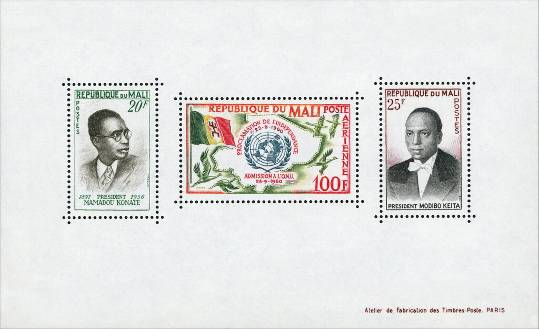 REPUBLIQUE DU MALI
20F
POSTES
1897 PRESIDENT 1956
MAMADOU KONATE
REPUBLIQUE DU MALI
POSTE AERIENNE
PROCLAMATION DE L'INDEPENDANCE
22-9-1960
ADMISSION A L'O.N.U.
28-9-1960
100F
REPUBLIQUE DU MALI
25F
POSTES
PRESIDENT MODIBO KEITA
Atelier de fabrication des Timbres-Poste. PARIS